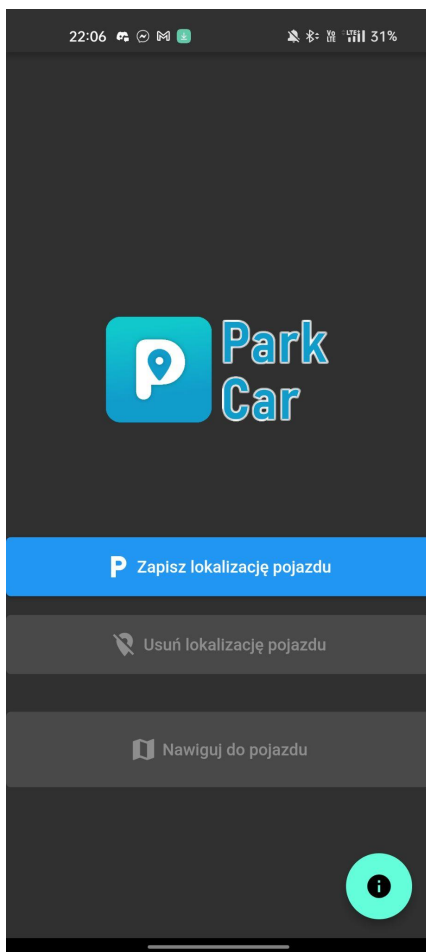 22:06 31%
Park
Car
Zapisz lokalizację pojazdu
Usuń lokalizację pojazdu
Nawiguj do pojazdu